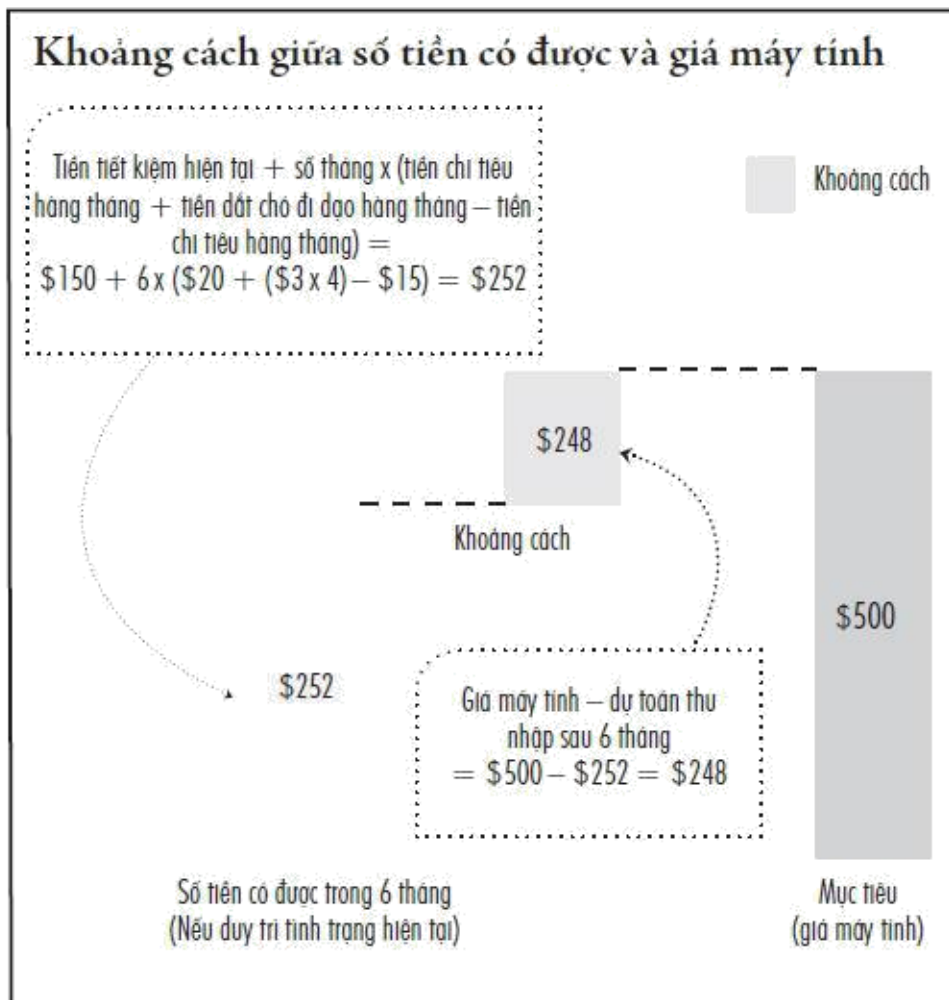 Khoảng cách giữa số tiền có được và giá máy tính
Tiền tiết kiệm hiện tại + số tháng x (tiền chi tiêu
hàng tháng + tiền dắt chó đi dạo hàng tháng – tiền
chi tiêu hàng tháng) =
$150 + 6 x ($20 + ($3 x 4) – $15) = $252
Khoảng cách
$248
Khoảng cách
$500
$252
Giá máy tính – dự toán thu
nhập sau 6 tháng
= $500 – $252 = $248
Số tiền có được trong 6 tháng
(Nếu duy trì tình trạng hiện tại)
Mục tiêu
(giá máy tính)